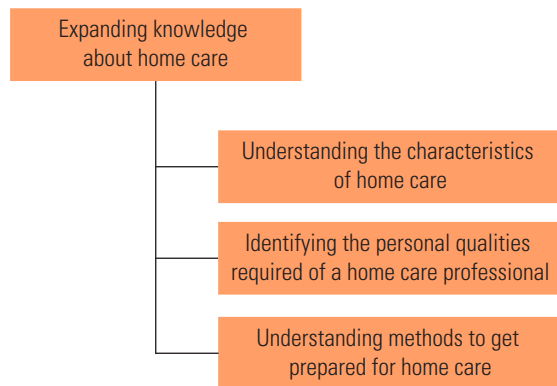 Expanding knowledge
about home care
Understanding the characteristics
of home care
Identifying the personal qualities
required of a home care professional
Understanding methods to get
prepared for home care